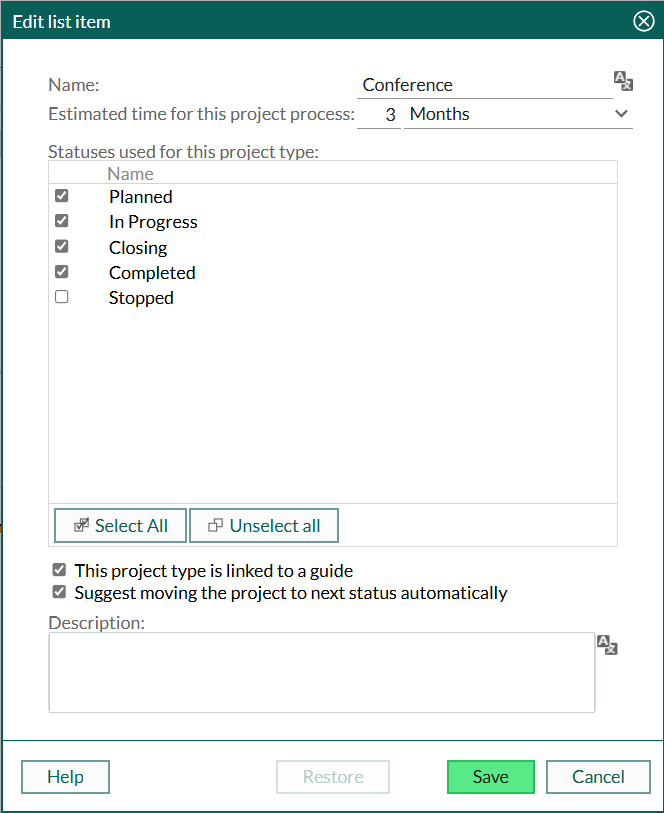 Edit list item
Name: Conference
Estimated time for this project process: 3 Months
Statuses used for this project type:
Name
Planned
In Progress
Closing
Completed
Stopped
Select All Unselect all
This project type is linked to a guide
Suggest moving the project to next status automatically
Description:
Help Restore Save Cancel